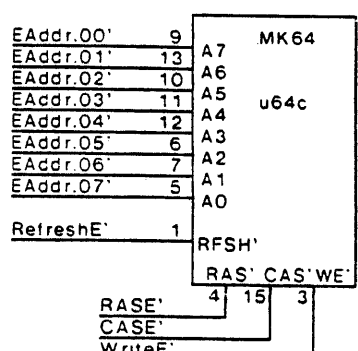 EAddr.00' 9 A7 MK64
EAddr.01' 13 A6
EAddr.02' 10 A5
EAddr.03' 11 A4 u64c
EAddr.04' 12 A3
EAddr.05' 6 A2
EAddr.06' 7 A1
EAddr.07' 5 A0
RefreshE' 1 RFSH'
RAS' CAS' WE'
4 15 3
RASE'
CASE'
WriteE'